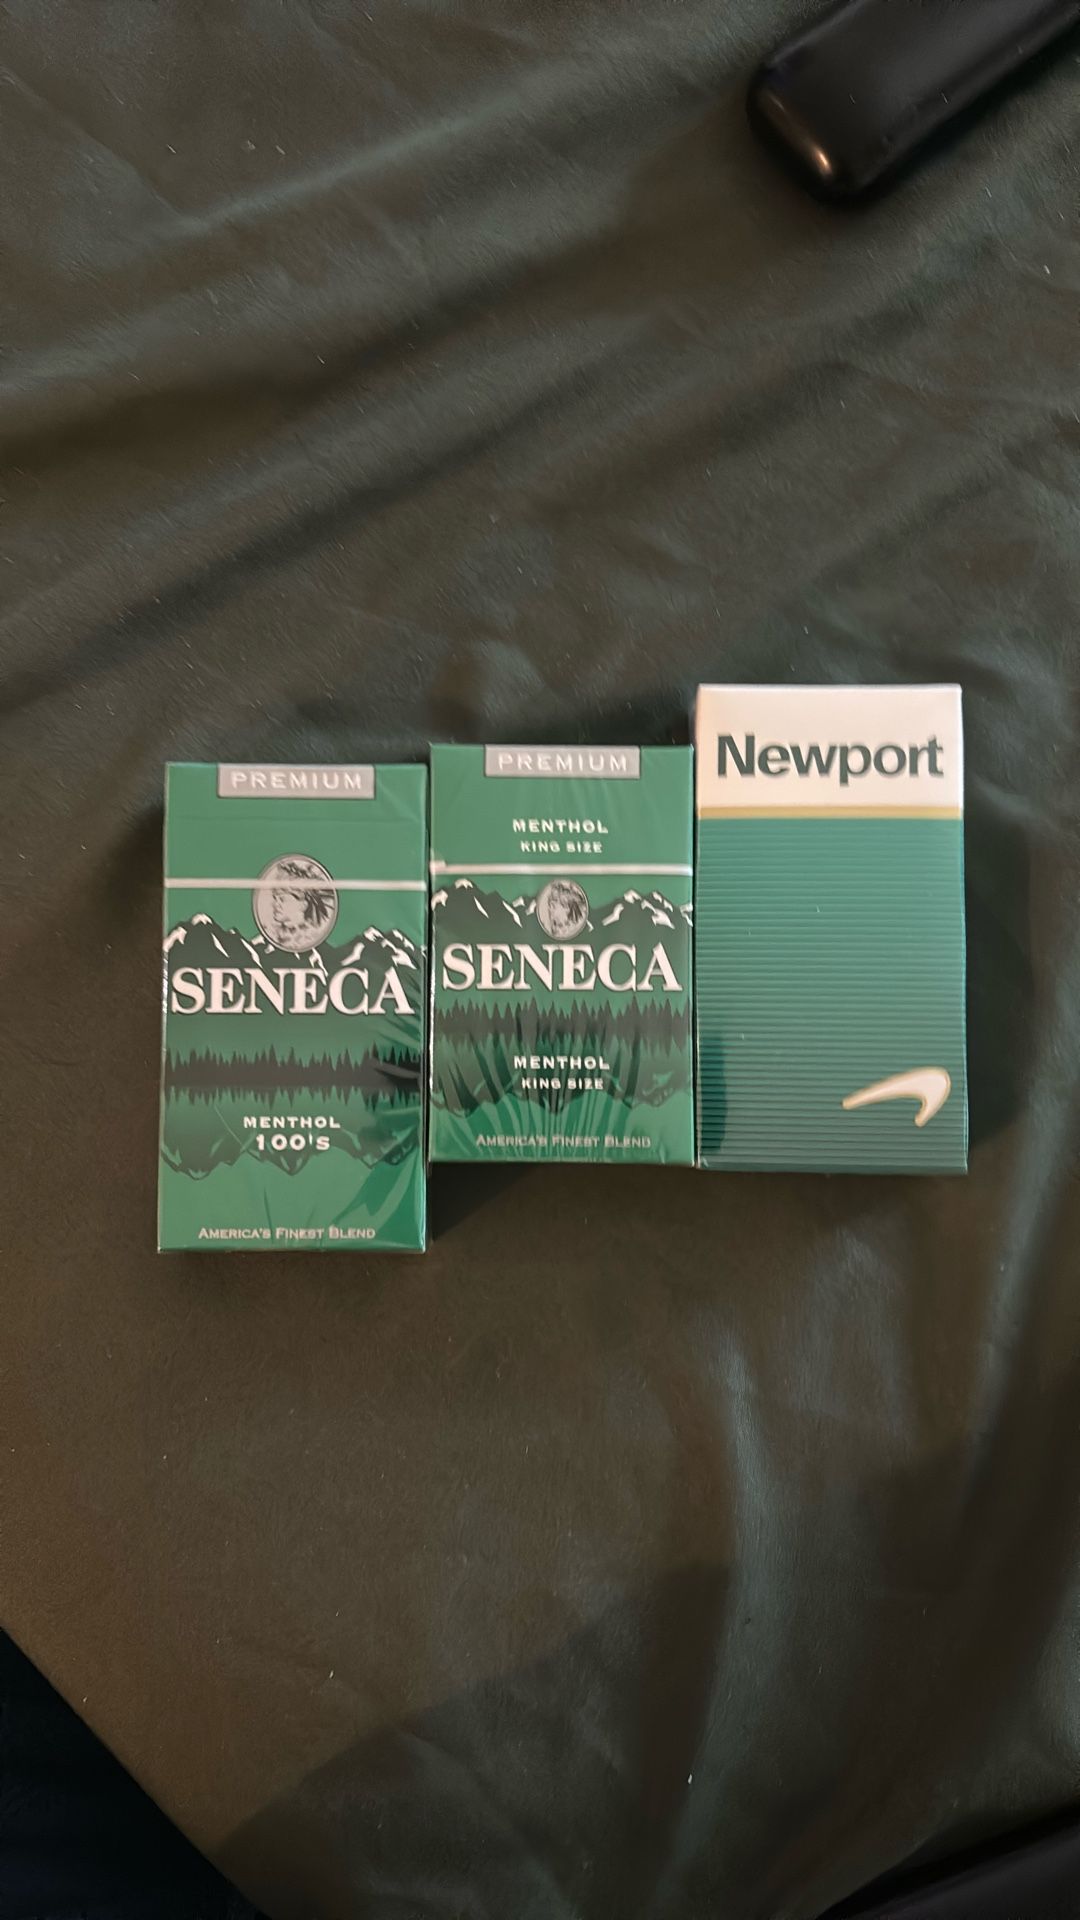 PREMIUM
SENECA
MENTHOL
100's
AMERICA'S FINEST BLEND
PREMIUM
MENTHOL
KING SIZE
SENECA
MENTHOL
KING SIZE
AMERICA'S FINEST BLEND
Newport